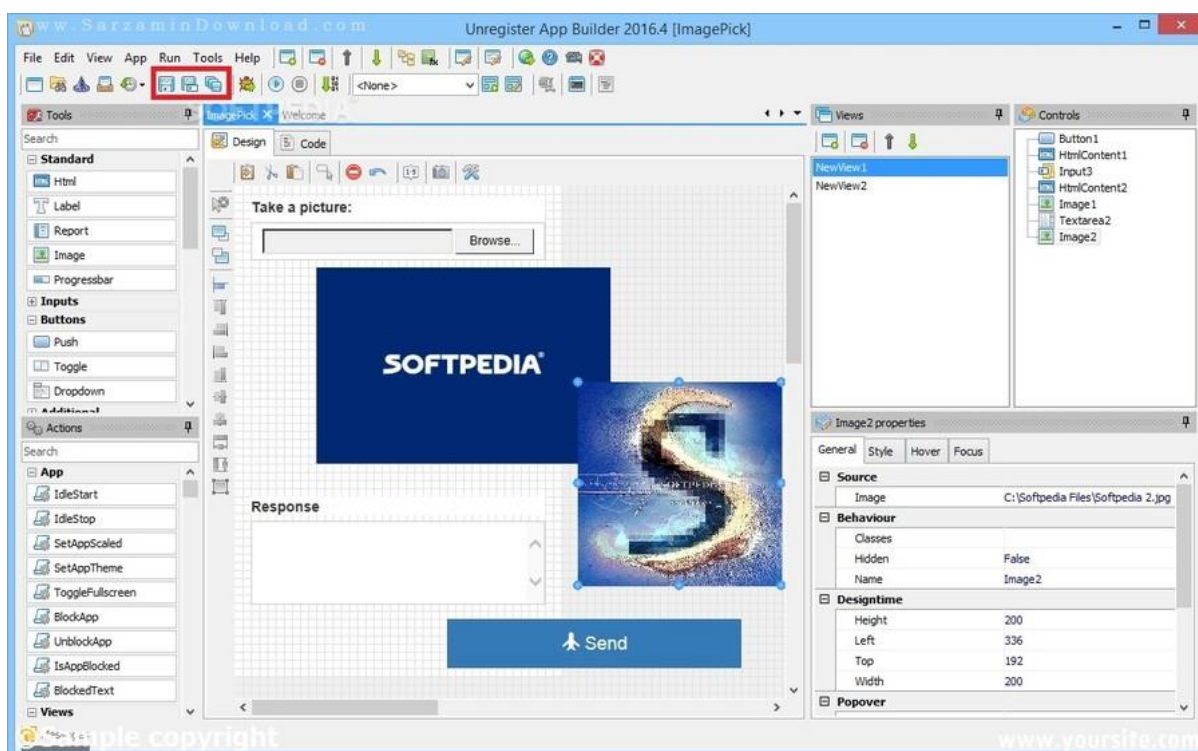 www.SarzaminDownload.com
Unregister App Builder 2016.4 [ImagePick]
File Edit View App Run Tools Help
<None>
Tools
Search
Standard
Html
Label
Report
Image
Progressbar
Inputs
Buttons
Push
Toggle
Dropdown
Additional
Actions
Search
App
IdleStart
IdleStop
SetAppScaled
SetAppTheme
ToggleFullscreen
BlockApp
UnblockApp
IsAppBlocked
BlockedText
Views
ImagePick Welcome
SOFTPEDIA
Design Code
Take a picture:
Browse...
SOFTPEDIA®
SOFTPEDIA
Response
Send
Views
NewView1
NewView2
Controls
Button1
HtmlContent1
Input3
HtmlContent2
Image1
Textarea2
Image2
Image2 properties
General Style Hover Focus
Source
Image C:\Softpedia Files\Softpedia 2.jpg
Behaviour
Classes
Hidden False
Name Image2
Designtime
Height 200
Left 336
Top 192
Width 200
Popover
Sample copyright
www.yoursite.com